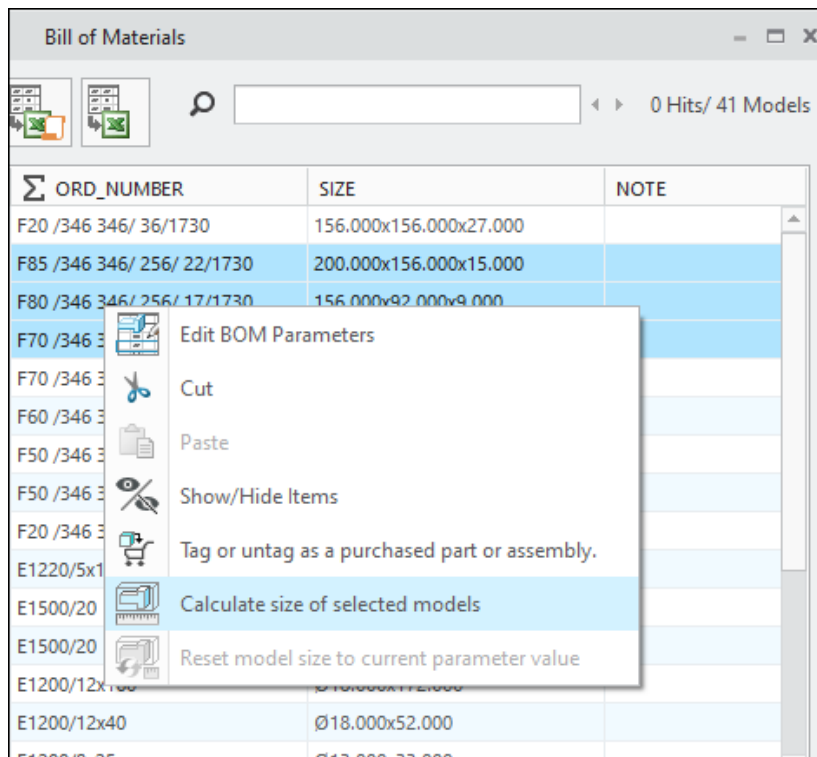 Bill of Materials
0 Hits/ 41 Models
Σ ORD_NUMBER SIZE NOTE
F20 /346 346/ 36/1730 156.000x156.000x27.000
F85 /346 346/ 256/ 22/1730 200.000x156.000x15.000
F80 /346 346/ 256/ 17/1730 156.000x92.000x9.000
F70 /346 3
Edit BOM Parameters
F70 /346 3
Cut
F60 /346 3
F50 /346 3
Paste
F50 /346 3
Show/Hide Items
F20 /346 3
Tag or untag as a purchased part or assembly.
E1220/5x1
E1500/20
Calculate size of selected models
E1500/20
Reset model size to current parameter value
E1200/12x160
E1200/12x40 Ø18.000x52.000